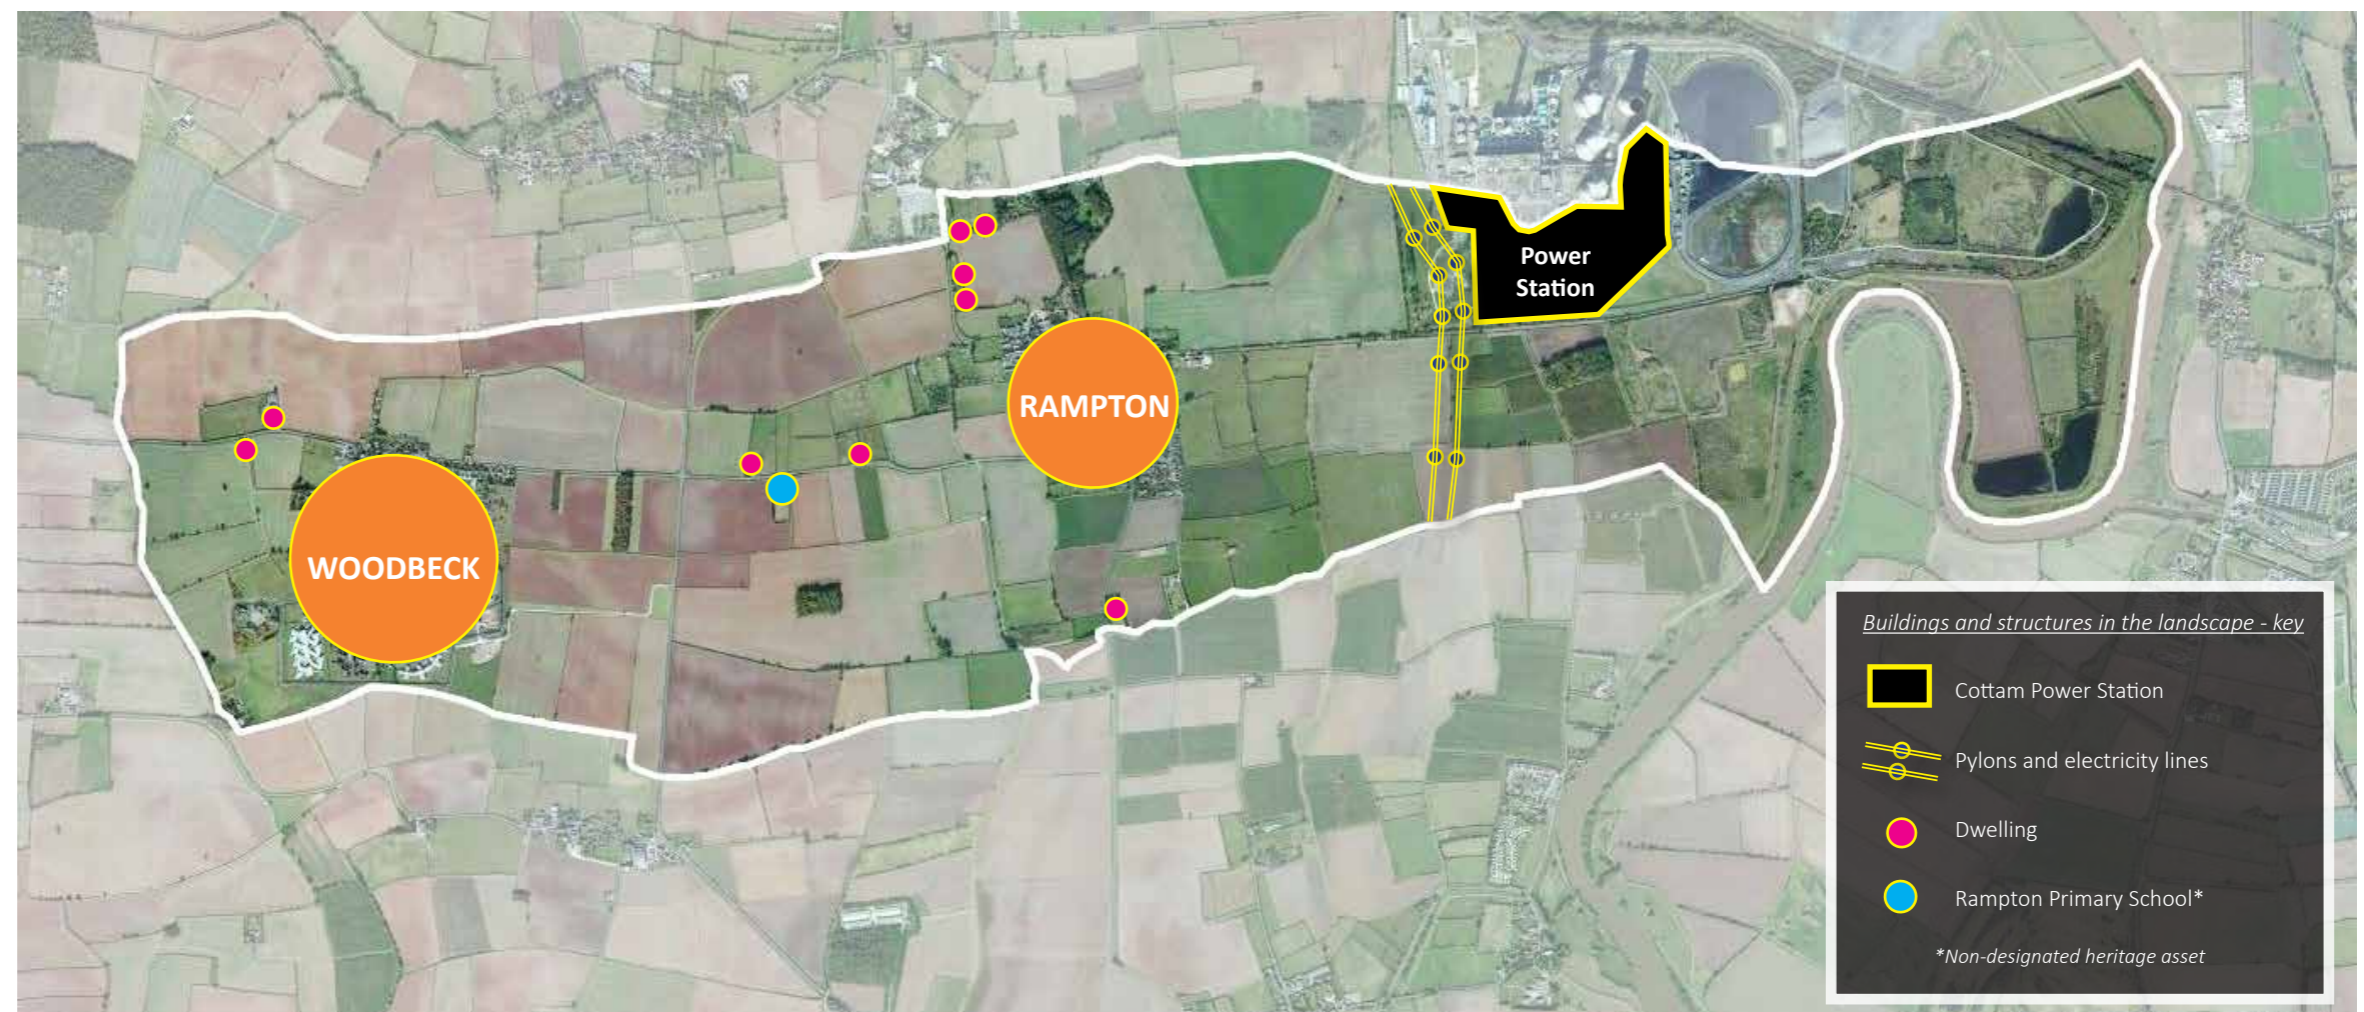 Power
Station
RAMPTON
WOODBECK
Buildings and structures in the landscape - key
Cottam Power Station
Pylons and electricity lines
Dwelling
Rampton Primary School*
*Non-designated heritage asset